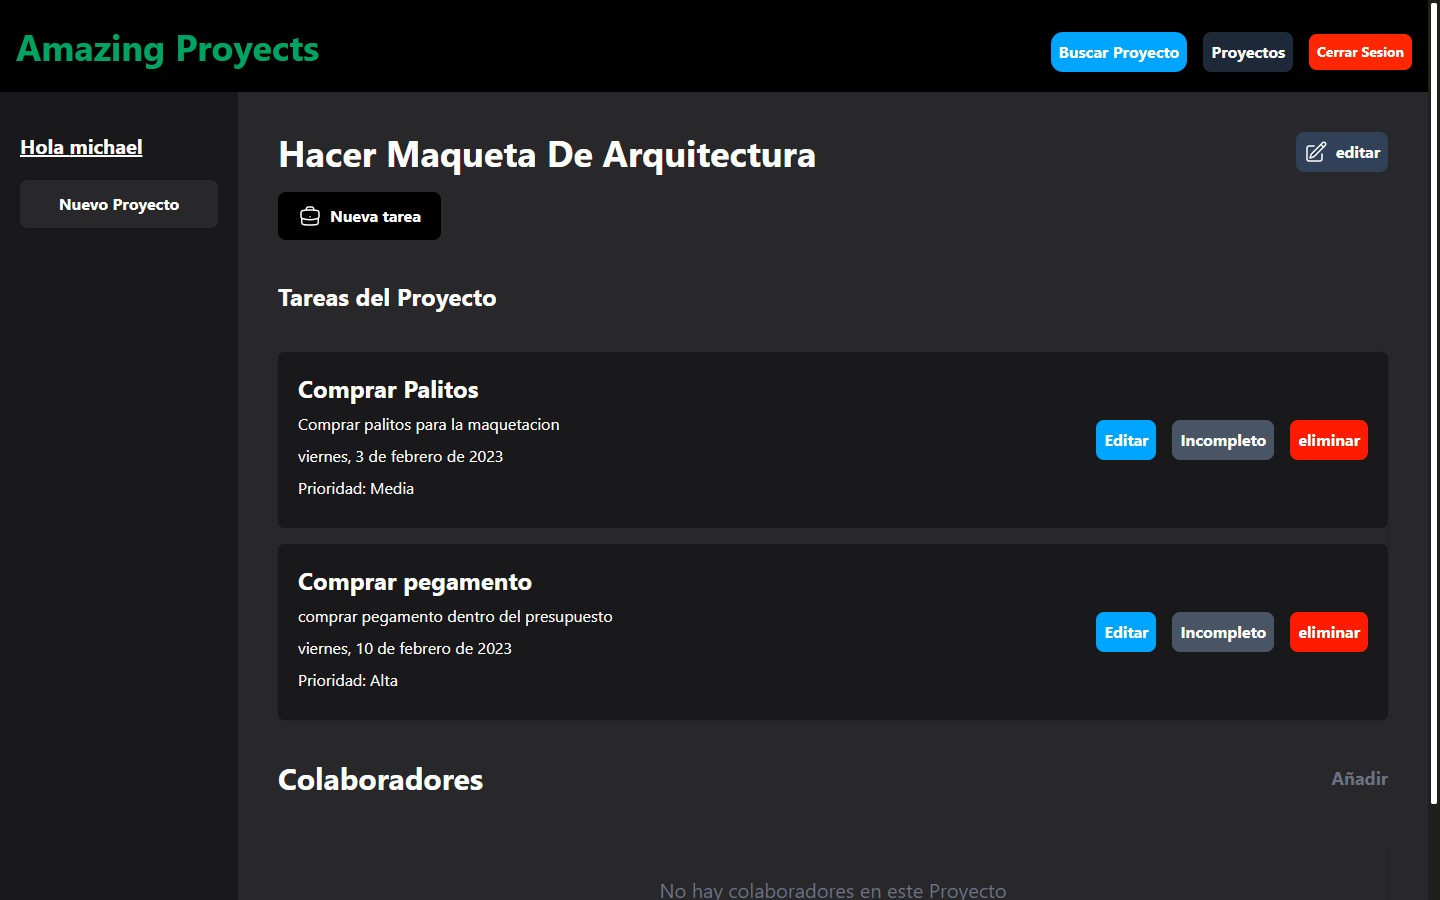 Amazing Proyects
Buscar Proyecto
Proyectos
Cerrar Sesion
Hola michael
Nuevo Proyecto
Hacer Maqueta De Arquitectura
editar
Nueva tarea
Tareas del Proyecto
Comprar Palitos
Comprar palitos para la maquetacion
viernes, 3 de febrero de 2023
Prioridad: Media
Editar
Incompleto
eliminar
Comprar pegamento
comprar pegamento dentro del presupuesto
viernes, 10 de febrero de 2023
Prioridad: Alta
Editar
Incompleto
eliminar
Colaboradores
Añadir
No hay colaboradores en este Proyecto